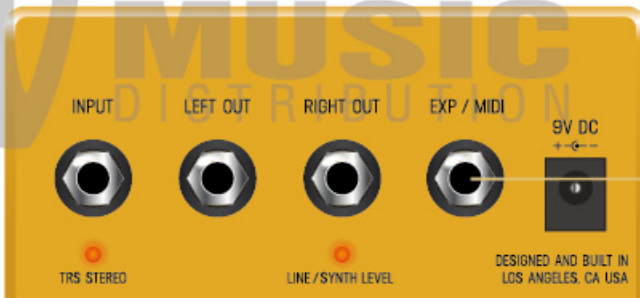 MUSIC
DISTRIBUTION
INPUT
LEFT OUT
RIGHT OUT
EXP / MIDI
9V DC
TRS STEREO
LINE/SYNTH LEVEL
DESIGNED AND BUILT IN
LOS ANGELES, CA USA